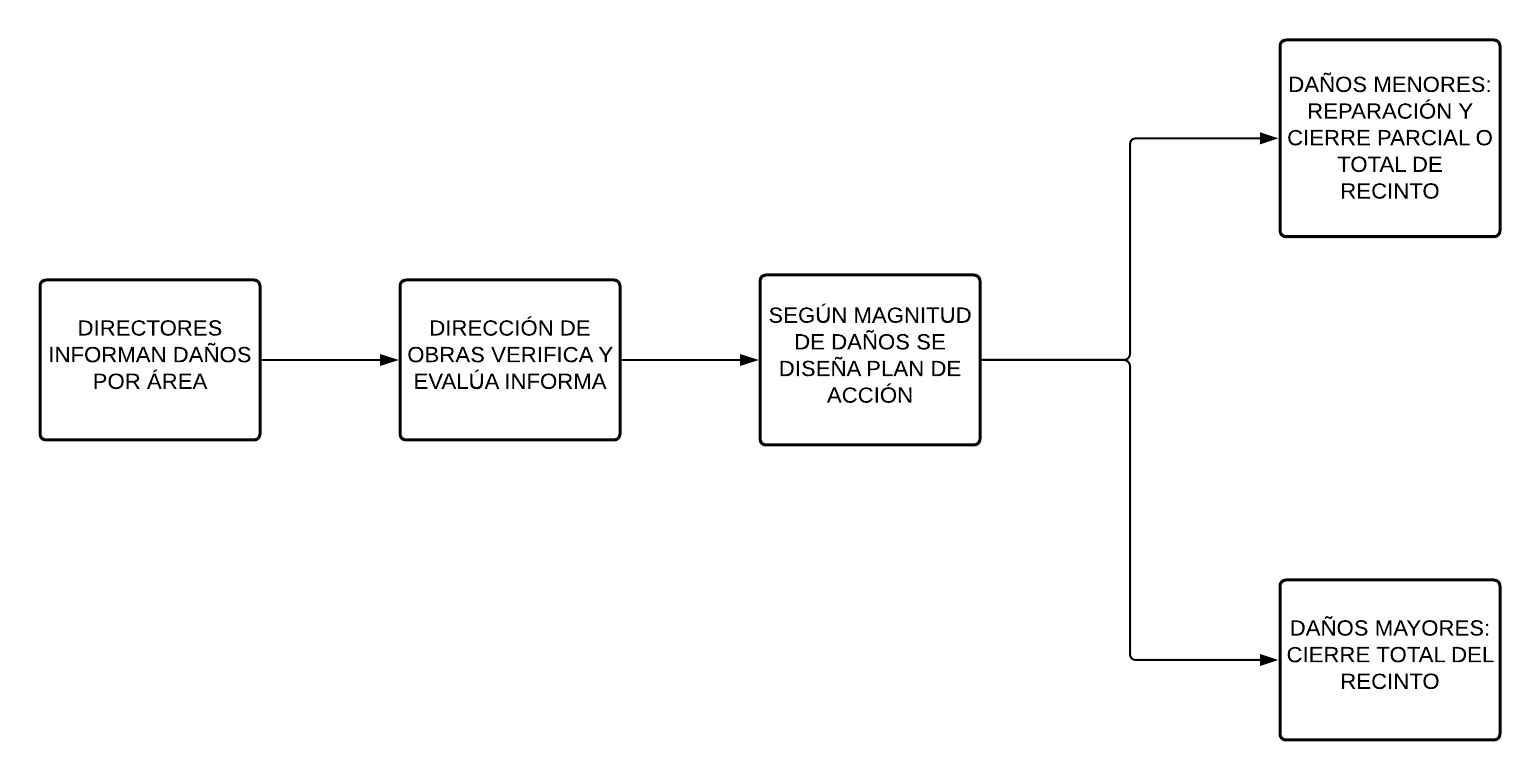 DIRECTORES
INFORMAN DAÑOS
POR ÁREA
DIRECCIÓN DE
OBRAS VERIFICA Y
EVALÚA INFORMA
SEGÚN MAGNITUD
DE DAÑOS SE
DISEÑA PLAN DE
ACCIÓN
DAÑOS MENORES:
REPARACIÓN Y
CIERRE PARCIAL O
TOTAL DE
RECINTO
DAÑOS MAYORES:
CIERRE TOTAL DEL
RECINTO